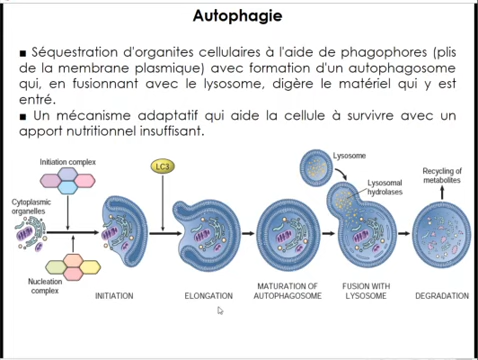 Autophagie
■ Séquestration d'organites cellulaires à l'aide de phagophores (plis
de la membrane plasmique) avec formation d'un autophagosome
qui, en fusionnant avec le lysosome, digère le matériel qui y est
entré.
■ Un mécanisme adaptatif qui aide la cellule à survivre avec un
apport nutritionnel insuffisant.
Initiation complex
LC3
Lysosome
Recycling of
metabolites
Lysosomal
hydrolases
Cytoplasmic
organelles
Nucleation
complex
INITIATION
ELONGATION
MATURATION OF
AUTOPHAGOSOME
FUSION WITH
LYSOSOME
DEGRADATION